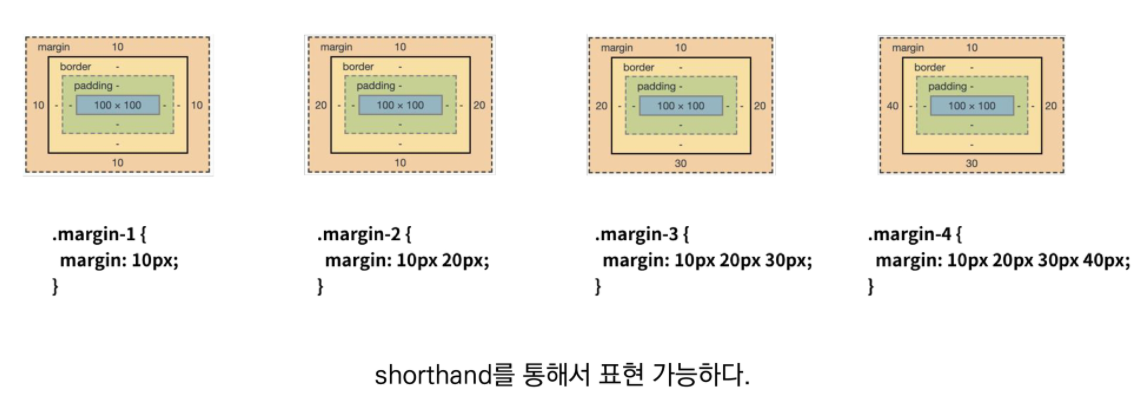 margin 10
border -
padding -
10 - - 100 × 100 - - 10
-
-
10
margin 10
border -
padding -
20 - - 100 × 100 - - 20
-
-
10
margin 10
border -
padding -
20 - - 100 × 100 - - 20
-
-
30
margin 10
border -
padding -
40 - - 100 × 100 - - 20
-
-
30
.margin-1 {
margin: 10px;
}
.margin-2 {
margin: 10px 20px;
}
.margin-3 {
margin: 10px 20px 30px;
}
.margin-4 {
margin: 10px 20px 30px 40px;
}
shorthand를 통해서 표현 가능하다.